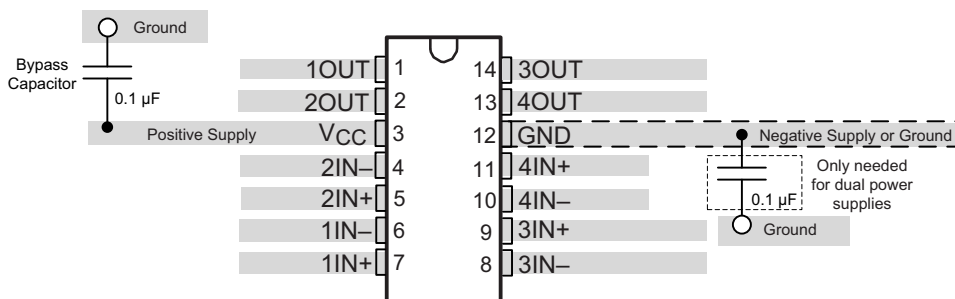 Ground
Bypass
Capacitor
0.1 µF
Positive Supply
1OUT 1 14 3OUT
2OUT 2 13 4OUT
VCC 3 12 GND
2IN– 4 11 4IN+
2IN+ 5 10 4IN–
1IN– 6 9 3IN+
1IN+ 7 8 3IN–
Negative Supply or Ground
Only needed
for dual power
supplies
0.1 µF
Ground